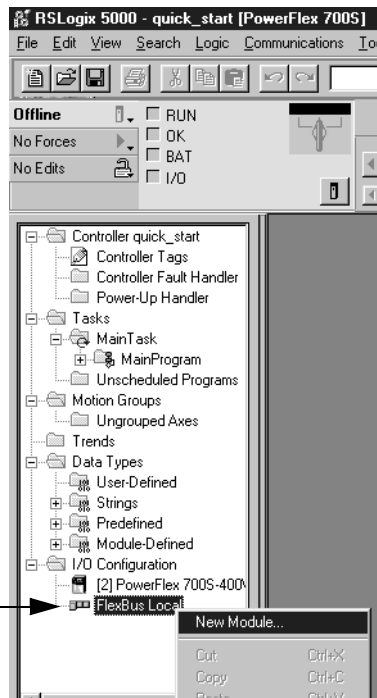 RSLogix 5000 - quick_start [PowerFlex 700S]
File Edit View Search Logic Communications
Offline
RUN
No Forces
OK
No Edits
BAT
I/O
Controller quick_start
Controller Tags
Controller Fault Handler
Power-Up Handler
Tasks
MainTask
MainProgram
Unscheduled Programs
Motion Groups
Ungrouped Axes
Trends
Data Types
User-Defined
Strings
Predefined
Module-Defined
I/O Configuration
[2] PowerFlex 700S-400
FlexBus Local
New Module...
Cut Ctrl+X
Copy Ctrl+C
Paste Ctrl+V